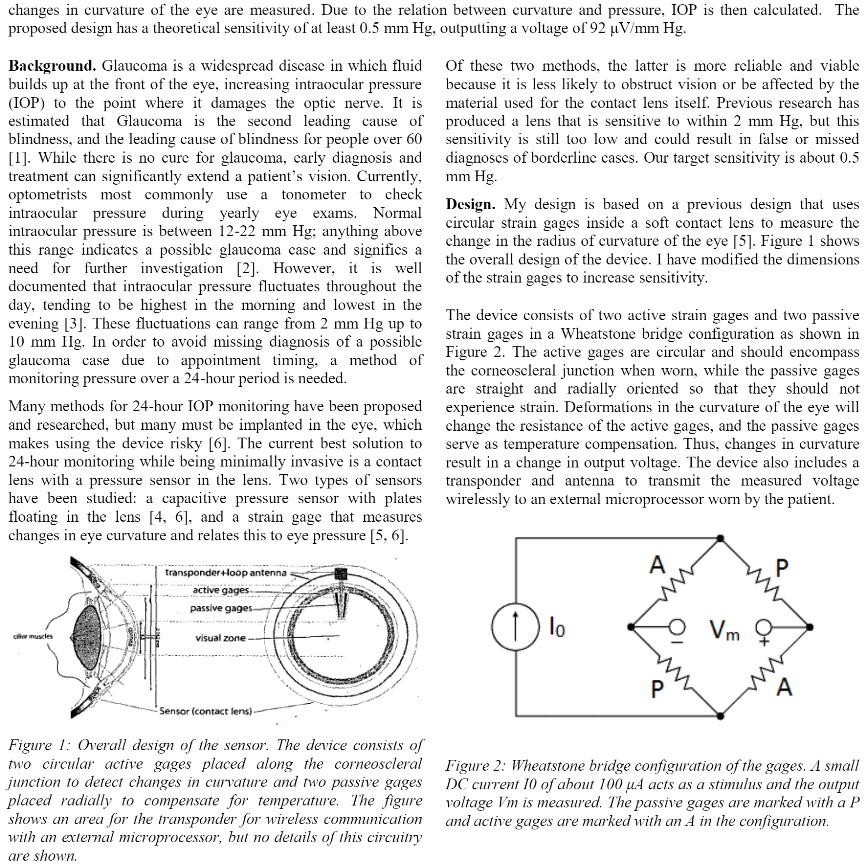 changes in curvature of the eye are measured. Due to the relation between curvature and pressure, IOP is then calculated. The
proposed design has a theoretical sensitivity of at least 0.5 mm Hg, outputting a voltage of 92 µV/mm Hg.
Background. Glaucoma is a widespread disease in which fluid
builds up at the front of the eye, increasing intraocular pressure
(IOP) to the point where it damages the optic nerve. It is
estimated that Glaucoma is the second leading cause of
blindness, and the leading cause of blindness for people over 60
[1]. While there is no cure for glaucoma, early diagnosis and
treatment can significantly extend a patient's vision. Currently,
optometrists most commonly use a tonometer to check
intraocular pressure during yearly eye exams. Normal
intraocular pressure is between 12-22 mm Hg; anything above
this range indicates a possible glaucoma case and signifies a
need for further investigation [2]. However, it is well
documented that intraocular pressure fluctuates throughout the
day, tending to be highest in the morning and lowest in the
evening [3]. These fluctuations can range from 2 mm Hg up to
10 mm Hg. In order to avoid missing diagnosis of a possible
glaucoma case due to appointment timing, a method of
monitoring pressure over a 24-hour period is needed.
Many methods for 24-hour IOP monitoring have been proposed
and researched, but many must be implanted in the eye, which
makes using the device risky [6]. The current best solution to
24-hour monitoring while being minimally invasive is a contact
lens with a pressure sensor in the lens. Two types of sensors
have been studied: a capacitive pressure sensor with plates
floating in the lens [4, 6], and a strain gage that measures
changes in eye curvature and relates this to eye pressure [5, 6].
transponder+loop antenna
active gages
passive gages
visual zone
ciliar muscles
Sensor (contact lens)
Figure 1: Overall design of the sensor. The device consists of
two circular active gages placed along the corneoscleral
junction to detect changes in curvature and two passive gages
placed radially to compensate for temperature. The figure
shows an area for the transponder for wireless communication
with an external microprocessor, but no details of this circuitry
are shown.
Of these two methods, the latter is more reliable and viable
because it is less likely to obstruct vision or be affected by the
material used for the contact lens itself. Previous research has
produced a lens that is sensitive to within 2 mm Hg, but this
sensitivity is still too low and could result in false or missed
diagnoses of borderline cases. Our target sensitivity is about 0.5
mm Hg.
Design. My design is based on a previous design that uses
circular strain gages inside a soft contact lens to measure the
change in the radius of curvature of the eye [5]. Figure 1 shows
the overall design of the device. I have modified the dimensions
of the strain gages to increase sensitivity.
The device consists of two active strain gages and two passive
strain gages in a Wheatstone bridge configuration as shown in
Figure 2. The active gages are circular and should encompass
the corneoscleral junction when worn, while the passive gages
are straight and radially oriented so that they should not
experience strain. Deformations in the curvature of the eye will
change the resistance of the active gages, and the passive gages
serve as temperature compensation. Thus, changes in curvature
result in a change in output voltage. The device also includes a
transponder and antenna to transmit the measured voltage
wirelessly to an external microprocessor worn by the patient.
A
P
I0
Vm
−
+
P
A
Figure 2: Wheatstone bridge configuration of the gages. A small
DC current I0 of about 100 µA acts as a stimulus and the output
voltage Vm is measured. The passive gages are marked with a P
and active gages are marked with an A in the configuration.